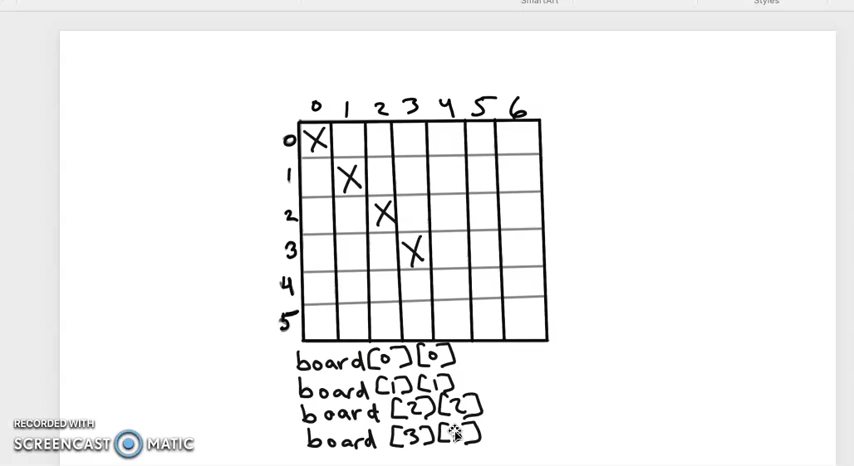 SmartArt
Styles
0 1 2 3 4 5 6
0 X
1 X
2 X
3 X
4
5
board[0][0]
board[1][1]
board[2][2]
board[3][ ]
RECORDED WITH
SCREENCAST MATIC